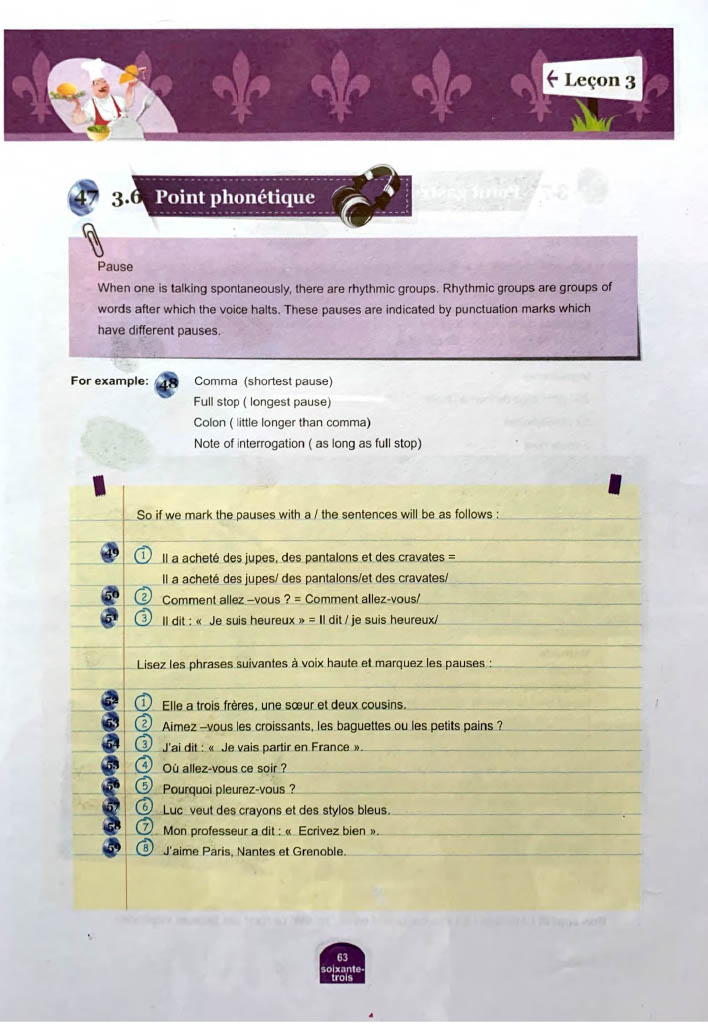 ← Leçon 3
47 3.6 Point phonétique
Pause
When one is talking spontaneously, there are rhythmic groups. Rhythmic groups are groups of
words after which the voice halts. These pauses are indicated by punctuation marks which
have different pauses.
For example: 48 Comma (shortest pause)
Full stop ( longest pause)
Colon ( little longer than comma)
Note of interrogation ( as long as full stop)
So if we mark the pauses with a / the sentences will be as follows :
49 1 Il a acheté des jupes, des pantalons et des cravates =
Il a acheté des jupes/ des pantalons/et des cravates/
50 2 Comment allez –vous ? = Comment allez-vous/
51 3 Il dit : « Je suis heureux » = Il dit / je suis heureux/
Lisez les phrases suivantes à voix haute et marquez les pauses :
52 1 Elle a trois frères, une sœur et deux cousins.
53 2 Aimez –vous les croissants, les baguettes ou les petits pains ?
54 3 J'ai dit : « Je vais partir en France ».
55 4 Où allez-vous ce soir ?
56 5 Pourquoi pleurez-vous ?
57 6 Luc veut des crayons et des stylos bleus.
58 7 Mon professeur a dit : « Ecrivez bien ».
59 8 J'aime Paris, Nantes et Grenoble.
63
soixante-
trois